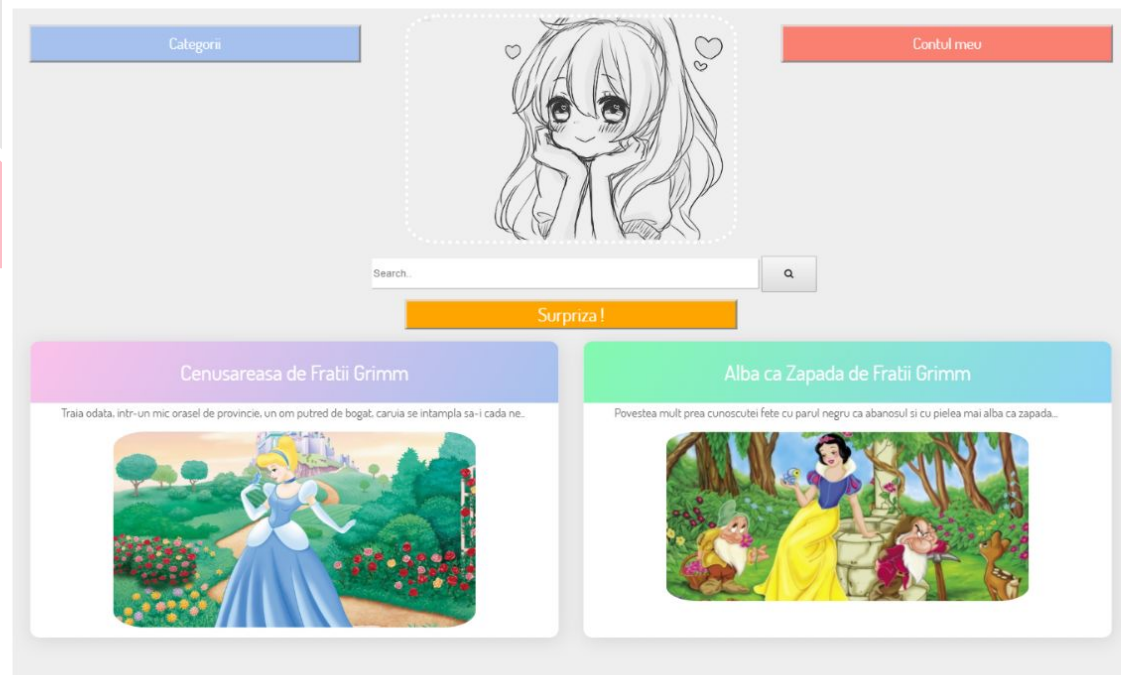 Categorii
Contul meu
Search..
Surpriza !
Cenusareasa de Fratii Grimm
Traia odata, intr-un mic orasel de provincie, un om putred de bogat, caruia se intampla sa-i cada ne..
Alba ca Zapada de Fratii Grimm
Povestea mult prea cunoscutei fete cu parul negru ca abanosul si cu pielea mai alba ca zapada...